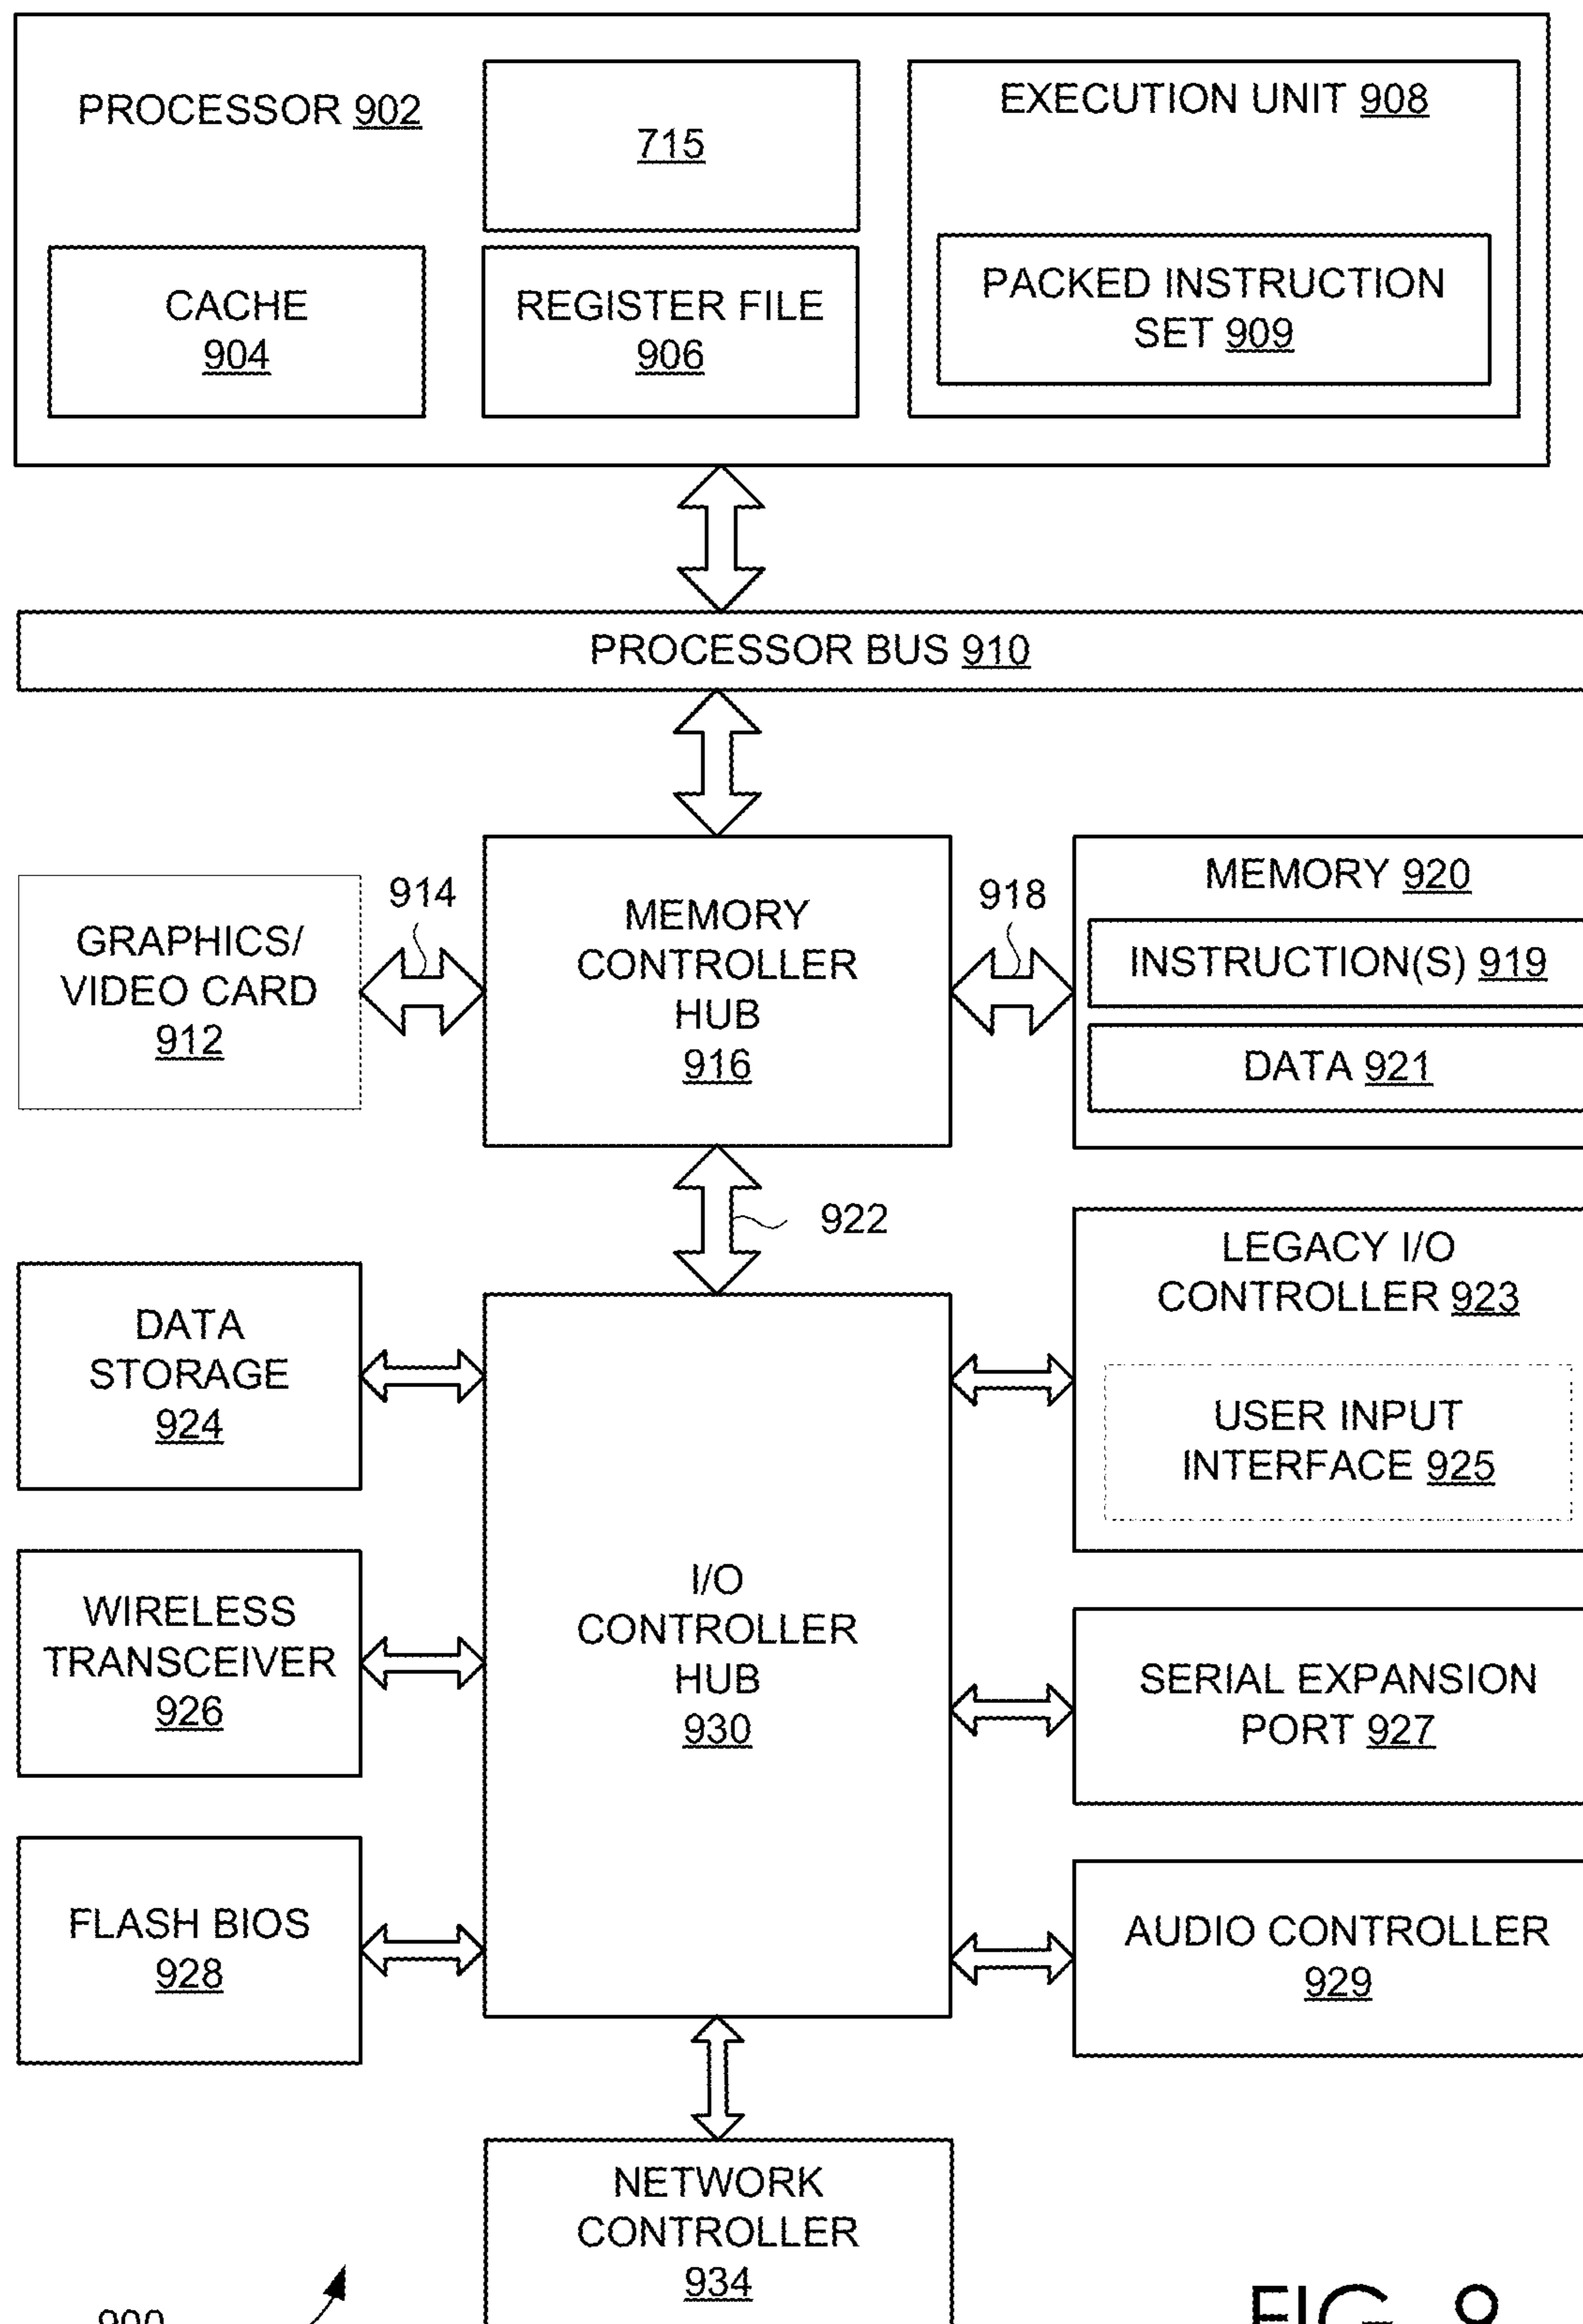 PROCESSOR 902
715
EXECUTION UNIT 908
CACHE
904
REGISTER FILE
906
PACKED INSTRUCTION
SET 909
PROCESSOR BUS 910
GRAPHICS/
VIDEO CARD
912
914
MEMORY
CONTROLLER
HUB
916
918
MEMORY 920
INSTRUCTION(S) 919
DATA 921
922
DATA
STORAGE
924
LEGACY I/O
CONTROLLER 923
USER INPUT
INTERFACE 925
WIRELESS
TRANSCEIVER
926
I/O
CONTROLLER
HUB
930
SERIAL EXPANSION
PORT 927
FLASH BIOS
928
AUDIO CONTROLLER
929
NETWORK
CONTROLLER
934
900
FIG. 9